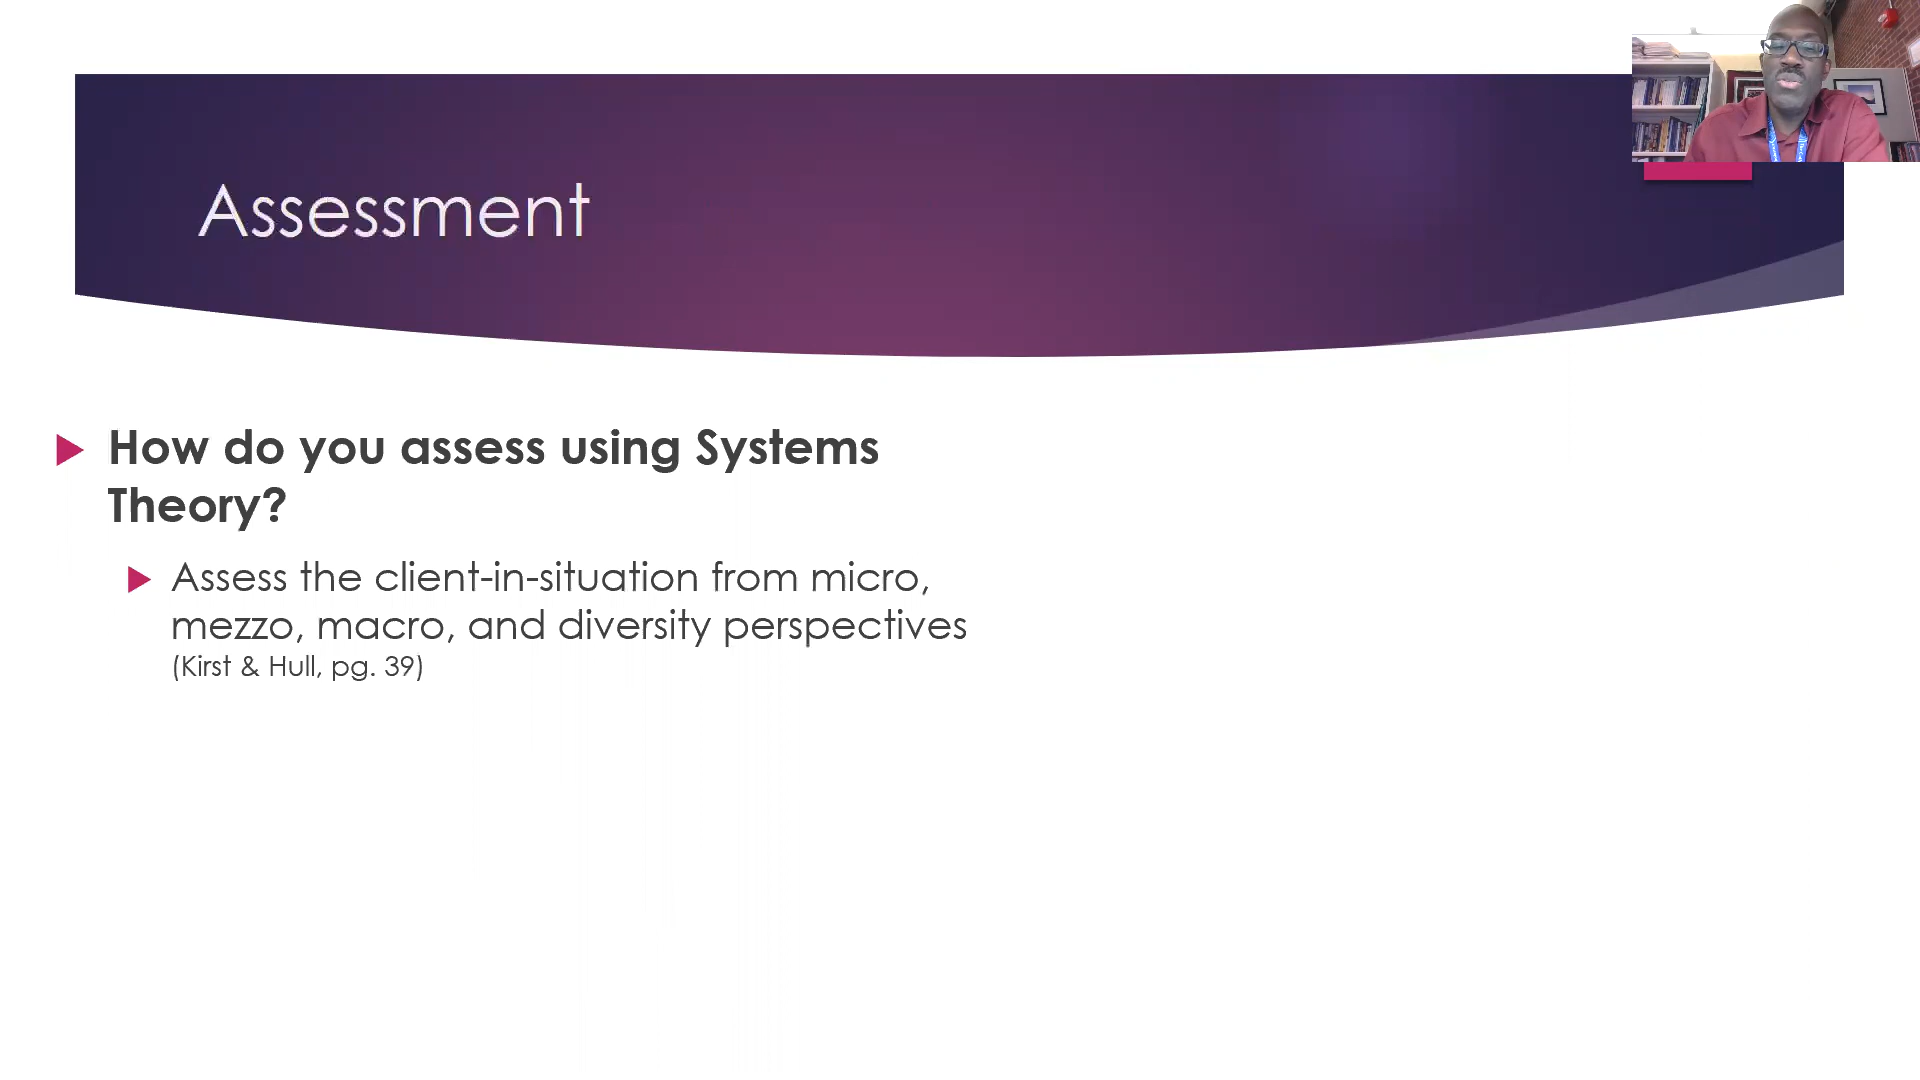 Assessment
How do you assess using Systems
Theory?
Assess the client-in-situation from micro,
mezzo, macro, and diversity perspectives
(Kirst & Hull, pg. 39)